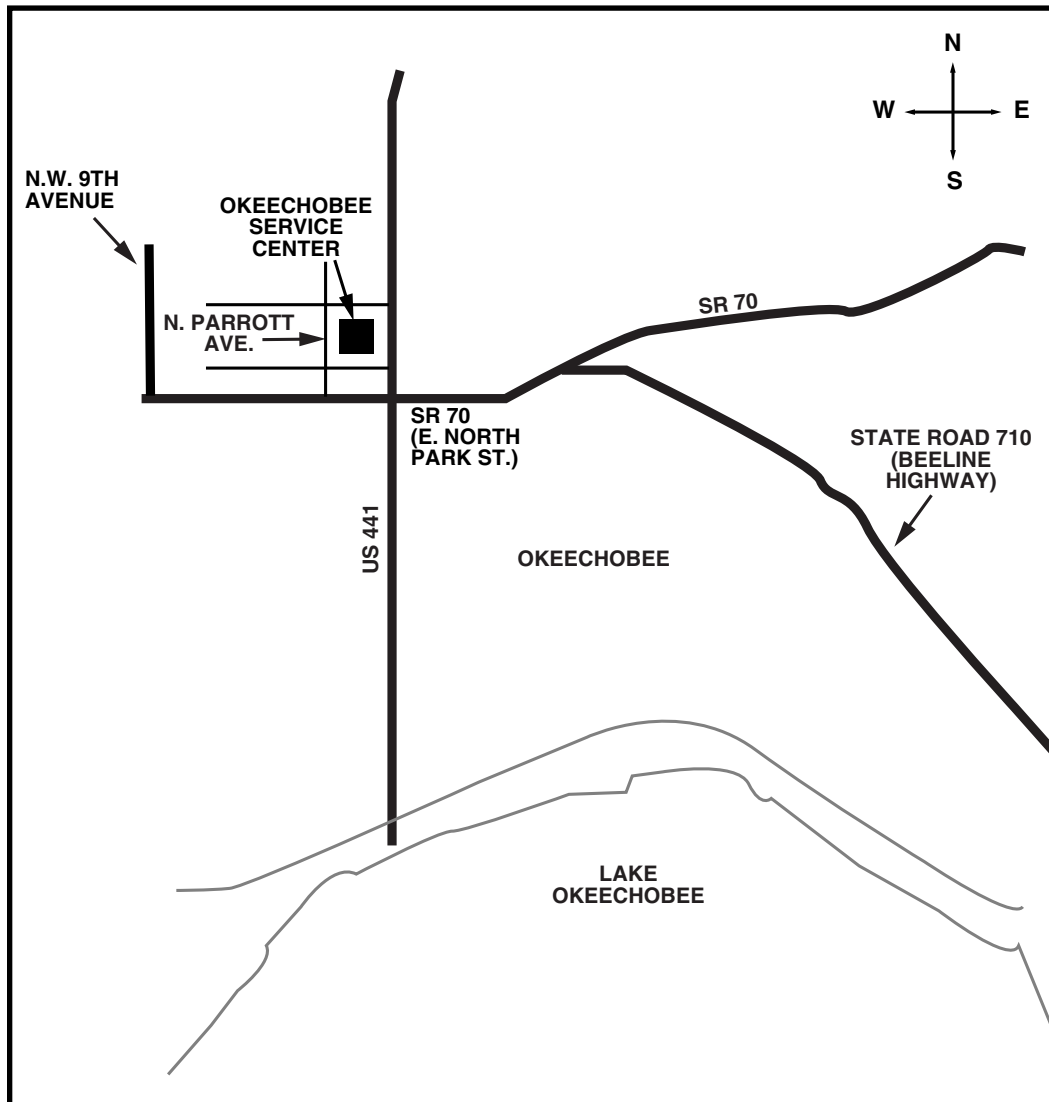 N
W
E
S
N.W. 9TH
AVENUE
OKEECHOBEE
SERVICE
CENTER
N. PARROTT
AVE.
SR 70
SR 70
(E. NORTH
PARK ST.)
STATE ROAD 710
(BEELINE
HIGHWAY)
US 441
OKEECHOBEE
LAKE
OKEECHOBEE